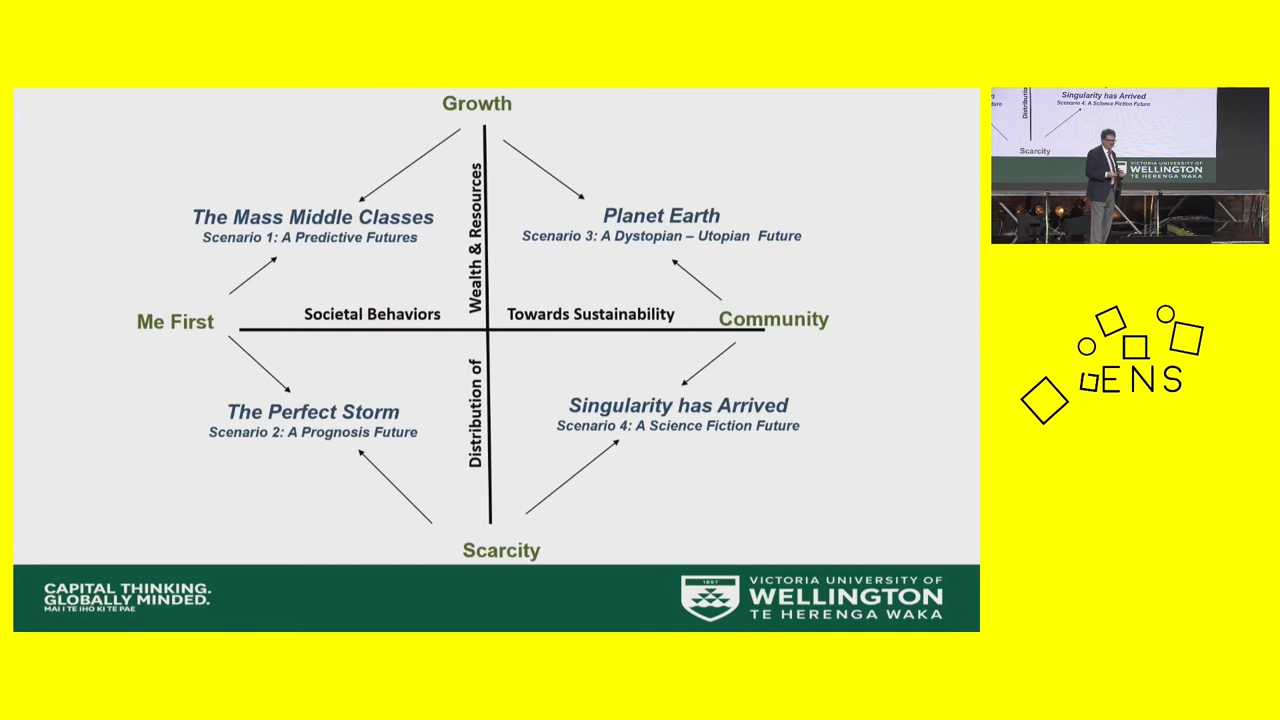 Growth
Distribution of Wealth & Resources
The Mass Middle Classes
Scenario 1: A Predictive Futures
Planet Earth
Scenario 3: A Dystopian – Utopian Future
Me First
Societal Behaviors Towards Sustainability
Community
The Perfect Storm
Scenario 2: A Prognosis Future
Singularity has Arrived
Scenario 4: A Science Fiction Future
Scarcity
CAPITAL THINKING.
GLOBALLY MINDED.
MAI I TE IHO KI TE PAE
1897
VICTORIA UNIVERSITY OF
WELLINGTON
TE HERENGA WAKA
Singularity has Arrived
Scenario 4: A Science Fiction Future
Scarcity
VICTORIA UNIVERSITY OF
WELLINGTON
TE HERENGA WAKA
ENS